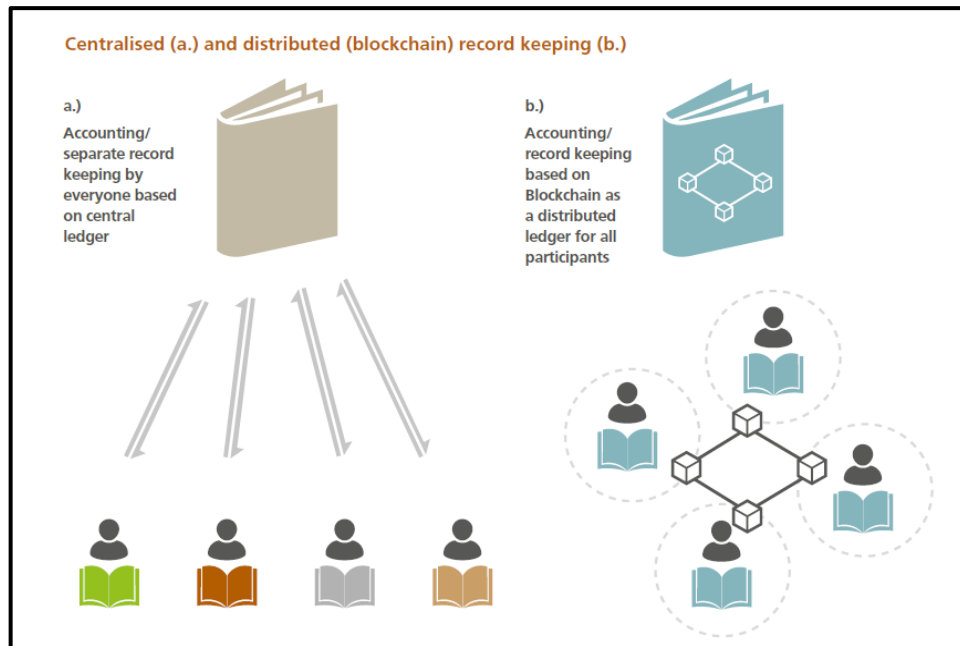 Centralised (a.) and distributed (blockchain) record keeping (b.)
a.)
Accounting/
separate record
keeping by
everyone based
on central
ledger
b.)
Accounting/
record keeping
based on
Blockchain as
a distributed
ledger for all
participants